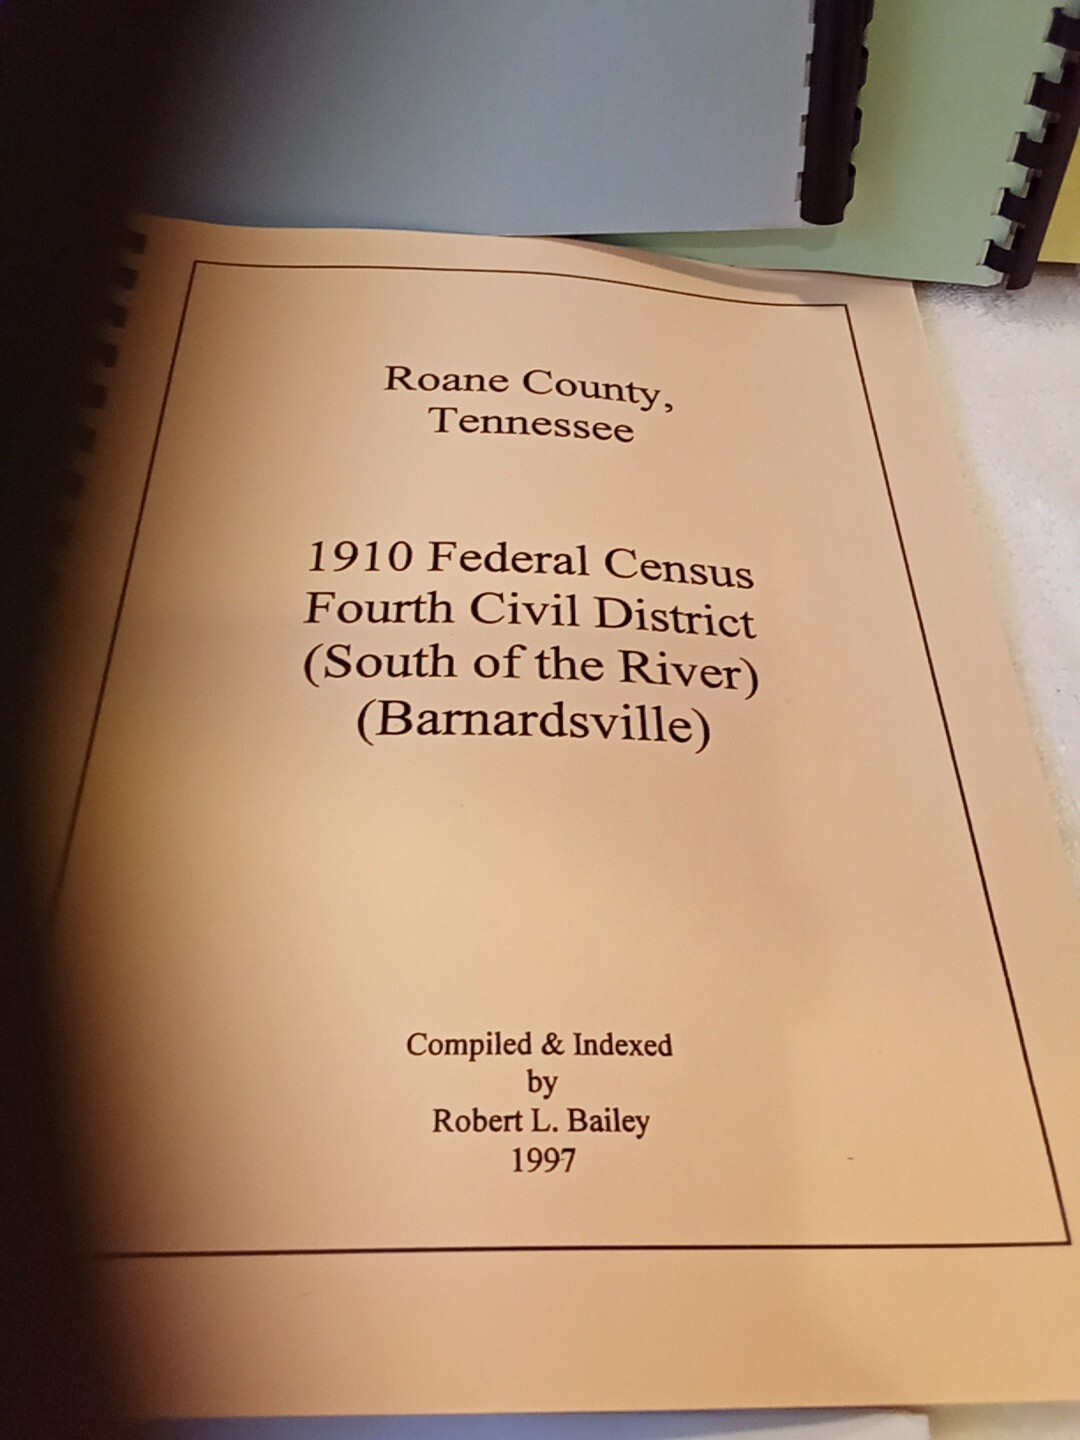 Roane County,
Tennessee
1910 Federal Census
Fourth Civil District
(South of the River)
(Barnardsville)
Compiled & Indexed
by
Robert L. Bailey
1997